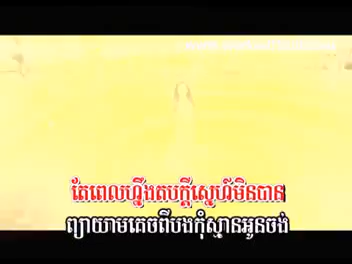 តែពេលហ្នឹងតបក្តីស្នេហ៍មិនបាន
ព្យាយាមគេចពីបងកុំស្មានអូនចង់